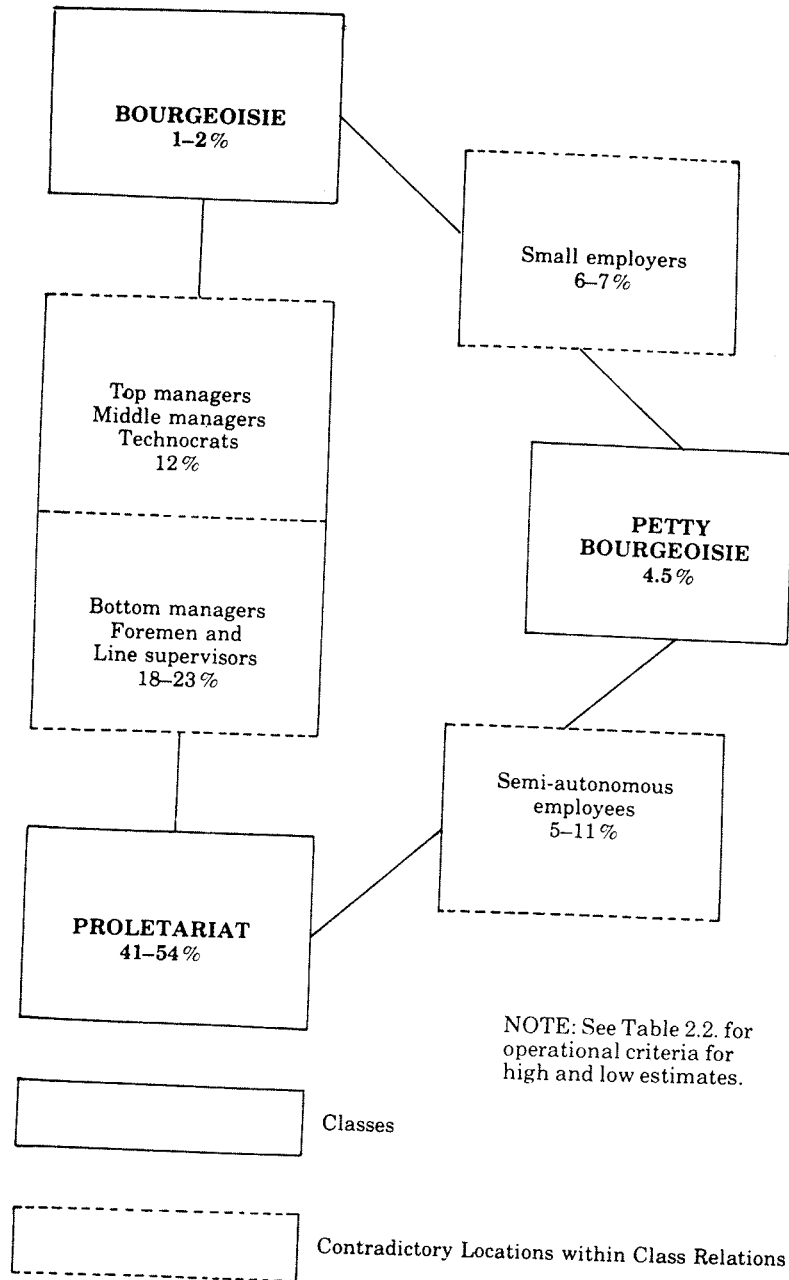 BOURGEOISIE
1–2%
Small employers
6–7%
Top managers
Middle managers
Technocrats
12%
PETTY
BOURGEOISIE
4.5%
Bottom managers
Foremen and
Line supervisors
18–23%
Semi-autonomous
employees
5–11%
PROLETARIAT
41–54%
NOTE: See Table 2.2. for
operational criteria for
high and low estimates.
Classes
Contradictory Locations within Class Relations